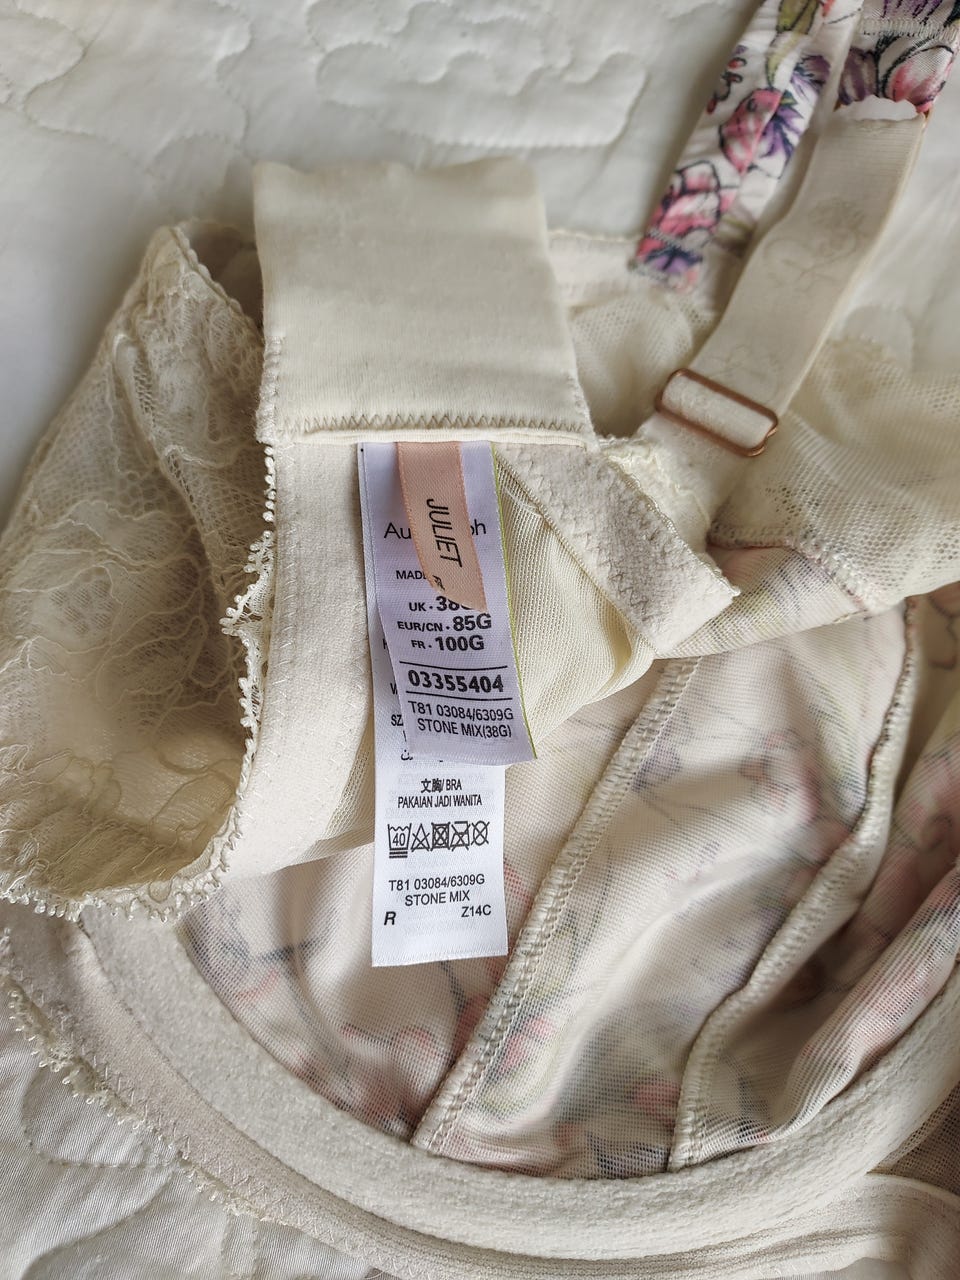 JULIET
MADE
UK · 38
EUR/CN · 85G
FR · 100G
03355404
T81 03084/6309G
STONE MIX(38G)
文胸/ BRA
PAKAIAN JADI WANITA
40
T81 03084/6309G
STONE MIX
R Z14C